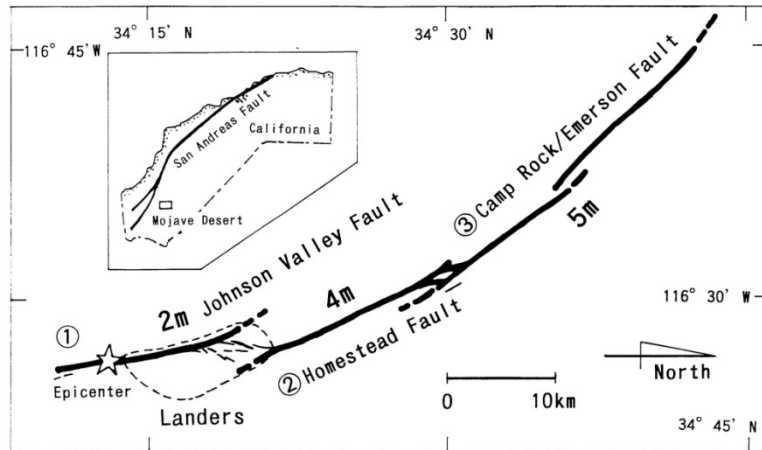 34° 15' N
34° 30' N
116° 45' W
San Andreas Fault
California
Mojave Desert
③ Camp Rock/Emerson Fault
5m
2m Johnson Valley Fault
4m
①
116° 30' W
② Homestead Fault
Epicenter
Landers
North
0 10km
34° 45' N